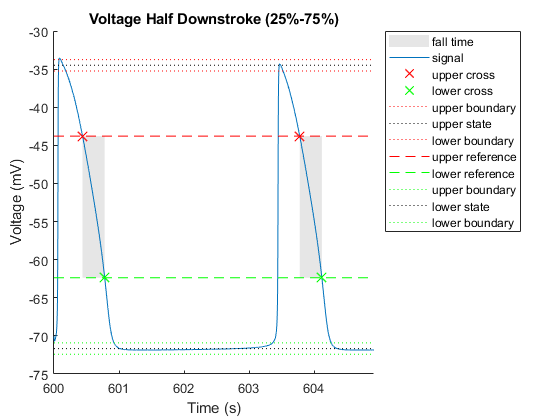 Voltage Half Downstroke (25%-75%)
-30
-35
-40
-45
-50
-55
-60
-65
-70
-75
Voltage (mV)
600
601
602
603
604
Time (s)
fall time
signal
upper cross
lower cross
upper boundary
upper state
lower boundary
upper reference
lower reference
upper boundary
lower state
lower boundary